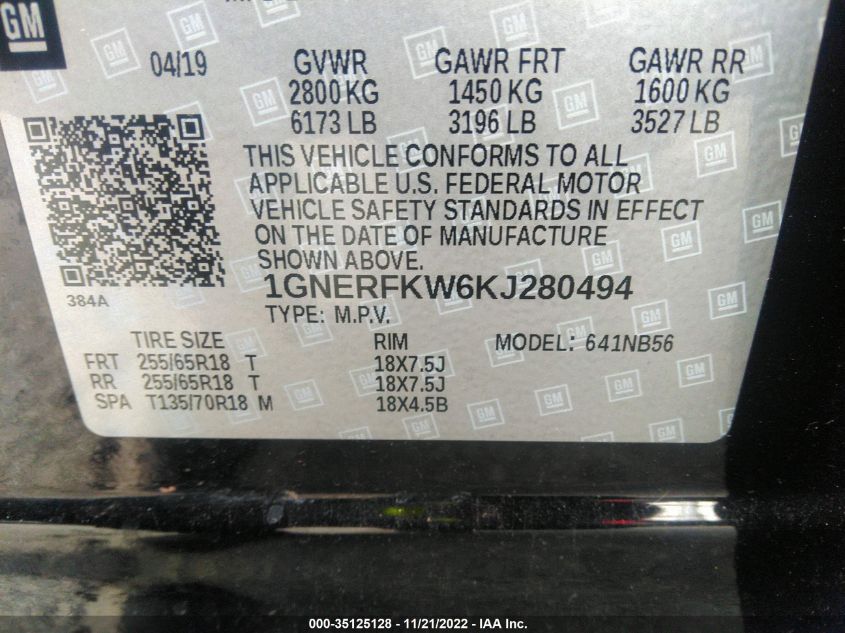 GM
04/19 GVWR GAWR FRT GAWR RR
2800 KG 1450 KG 1600 KG
6173 LB 3196 LB 3527 LB
THIS VEHICLE CONFORMS TO ALL
APPLICABLE U.S. FEDERAL MOTOR
VEHICLE SAFETY STANDARDS IN EFFECT
ON THE DATE OF MANUFACTURE
SHOWN ABOVE.
384A
1GNERFKW6KJ280494
TYPE: M.P.V.
TIRE SIZE RIM MODEL: 641NB56
FRT 255/65R18 T 18X7.5J
RR 255/65R18 T 18X7.5J
SPA T135/70R18 M 18X4.5B
000-35125128 - 11/21/2022 - IAA Inc.